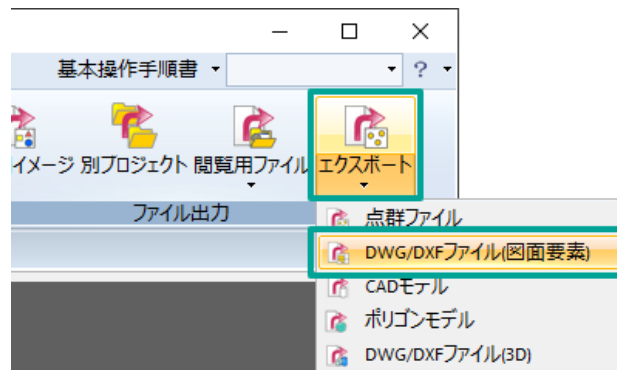 基本操作手順書 ?
イメージ 別プロジェクト 閲覧用ファイル エクスポート
ファイル出力
点群ファイル
DWG/DXFファイル(図面要素)
CADモデル
ポリゴンモデル
DWG/DXFファイル(3D)